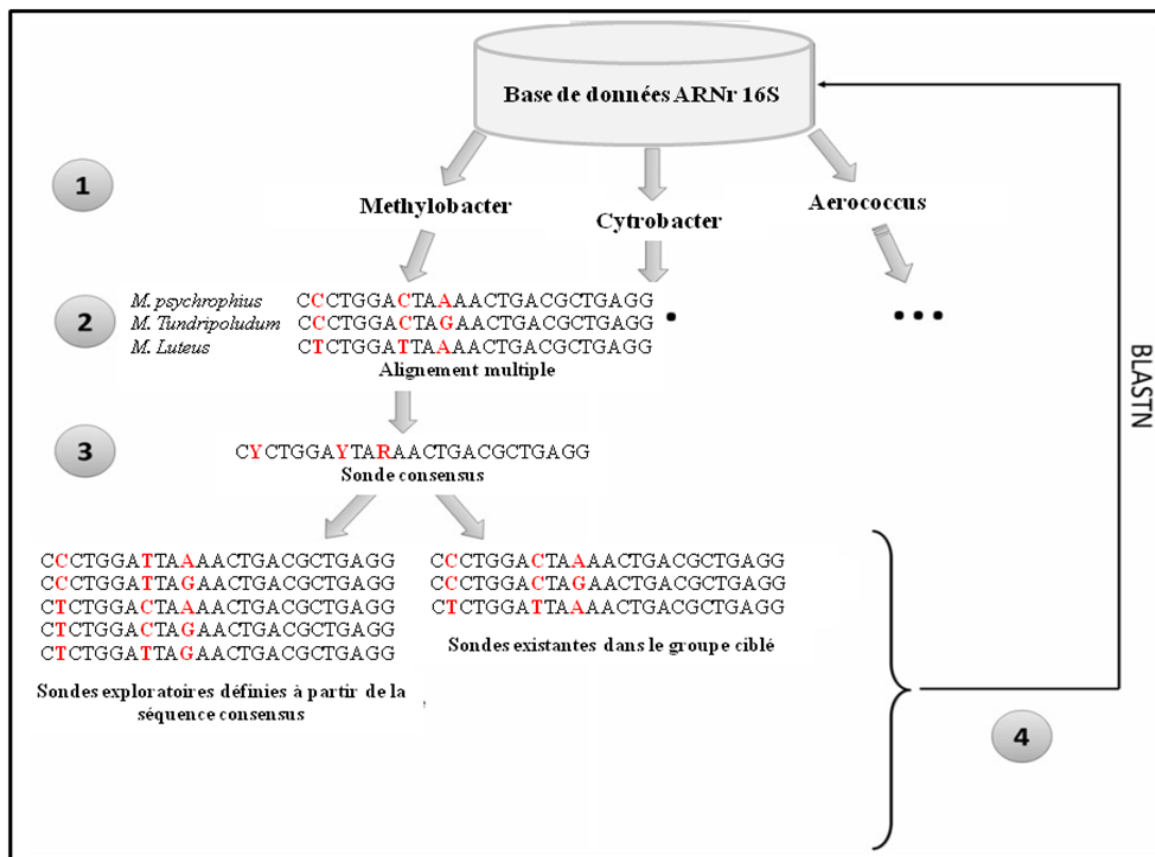 Base de données ARNr 16S
1
Methylobacter
Cytrobacter
Aerococcus
2
M. psychrophius CCCTGGACTAAAACTGACGCTGAGG
M. Tundripoludum CCCTGGACTAGAACTGACGCTGAGG
M. Luteus CTCTGGATTAAAACTGACGCTGAGG
Alignement multiple
3
CYCTGGAYTARAACTGACGCTGAGG
Sonde consensus
CCCTGGATTAAAACTGACGCTGAGG
CCCTGGATTAGAACTGACGCTGAGG
CTCTGGACTAAAACTGACGCTGAGG
CTCTGGACTAGAACTGACGCTGAGG
CTCTGGATTAGAACTGACGCTGAGG
Sondes exploratoires définies à partir de la
séquence consensus
CCCTGGACTAAAACTGACGCTGAGG
CCCTGGACTAGAACTGACGCTGAGG
CTCTGGATTAAAACTGACGCTGAGG
Sondes existantes dans le groupe ciblé
4
BLASTN